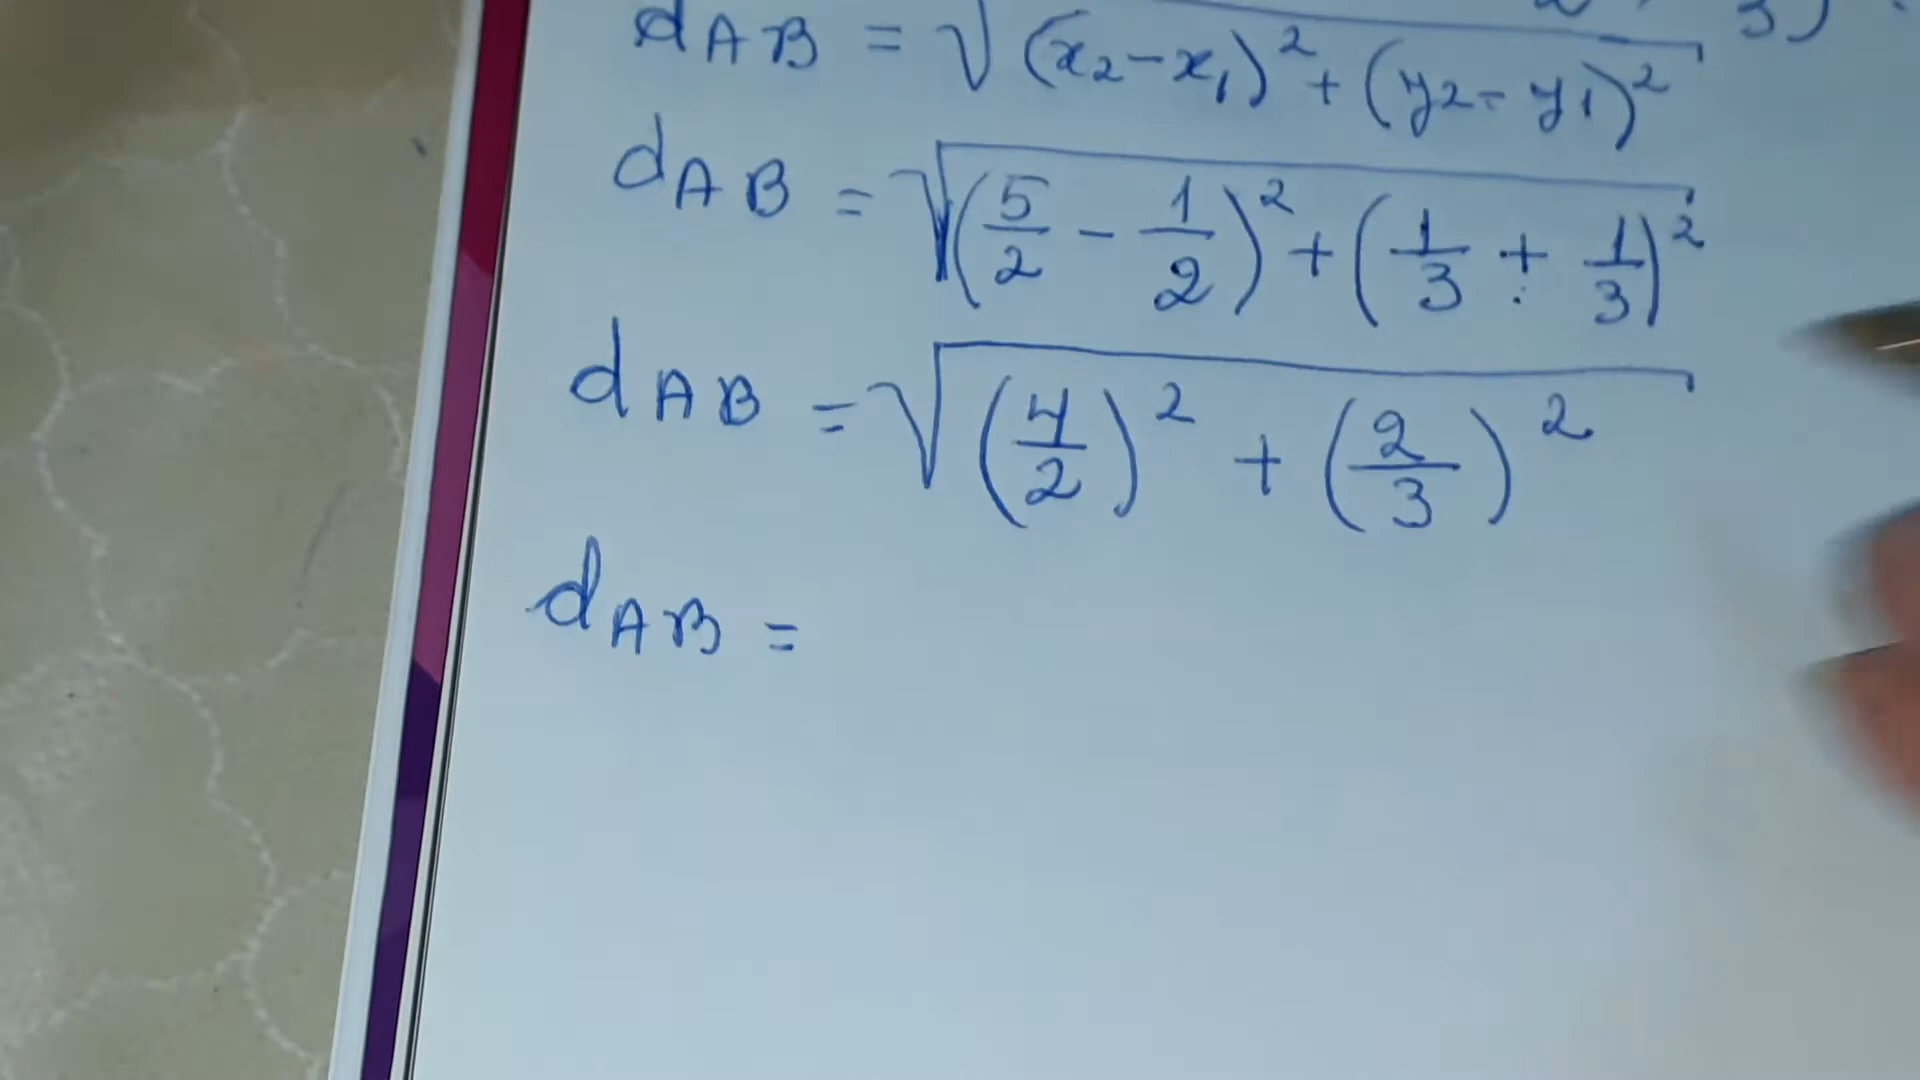 3)
dAB = √(x2-x1)² + (y2-y1)²
dAB = √(5/2 - 1/2)² + (1/3 + 1/3)²
dAB = √(4/2)² + (2/3)²
dAB =